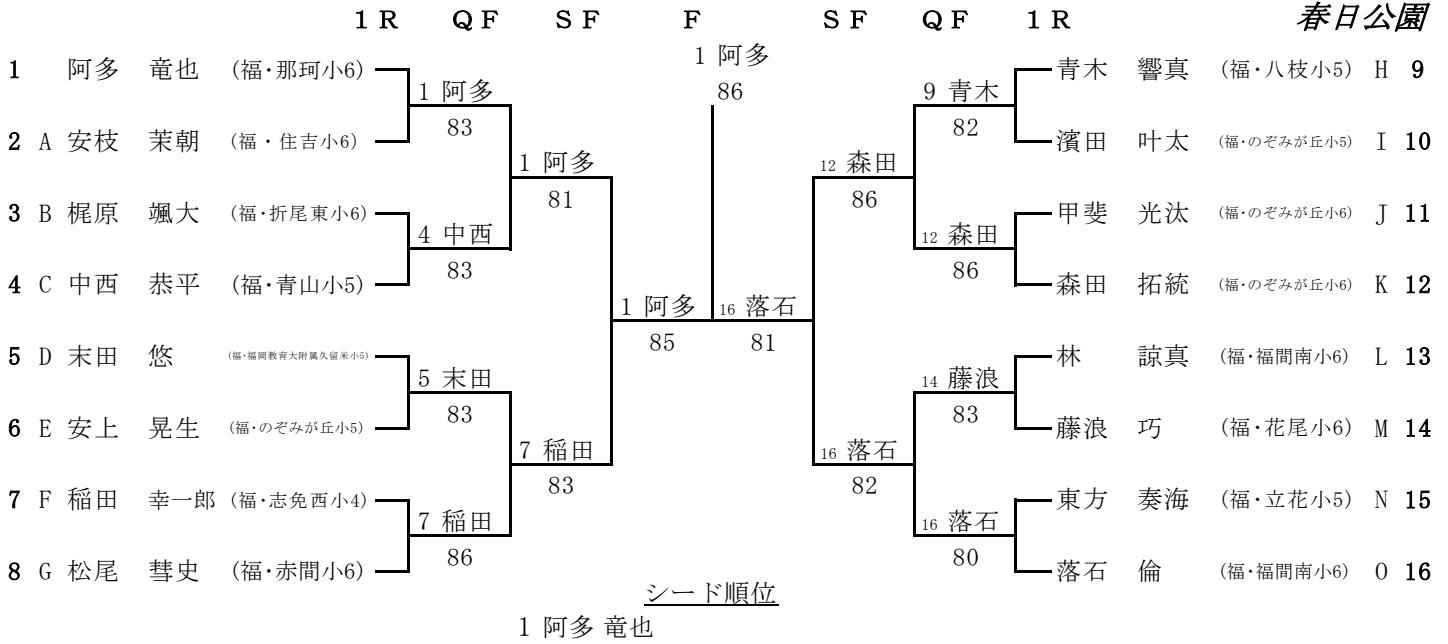 1R QF SF F SF QF 1R 春日公園
1 阿多 竜也 (福・那珂小6)
2 A 安枝 茉朝 (福・住吉小6)
3 B 梶原 颯大 (福・折尾東小6)
4 C 中西 恭平 (福・青山小5)
5 D 末田 悠 (福・福岡教育大附属久留米小5)
6 E 安上 晃生 (福・のぞみが丘小5)
7 F 稲田 幸一郎 (福・志免西小4)
8 G 松尾 彗史 (福・赤間小6)
1 阿多
83
4 中西
83
5 末田
83
7 稲田
86
1 阿多
81
7 稲田
83
1 阿多
85
1 阿多
86
16 落石
81
12 森田
86
16 落石
82
9 青木
82
12 森田
86
14 藤浪
83
16 落石
80
青木 響真 (福・八枝小5) H 9
濱田 叶太 (福・のぞみが丘小5) I 10
甲斐 光汰 (福・のぞみが丘小6) J 11
森田 拓統 (福・のぞみが丘小6) K 12
林 諒真 (福・福間南小6) L 13
藤浪 巧 (福・花尾小6) M 14
東方 奏海 (福・立花小5) N 15
落石 倫 (福・福間南小6) O 16
シード順位
1 阿多 竜也